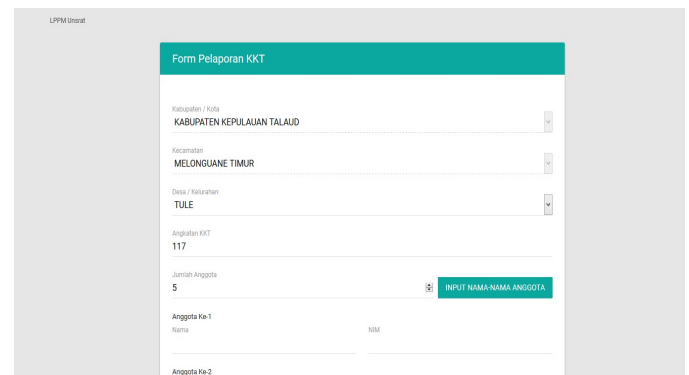 LPPM Unsrat
Form Pelaporan KKT
Kabupaten / Kota
KABUPATEN KEPULAUAN TALAUD
Kecamatan
MELONGUANE TIMUR
Desa / Kelurahan
TULE
Angkatan KKT
117
Jumlah Anggota
5
INPUT NAMA-NAMA ANGGOTA
Anggota Ke-1
Nama NIM
Anggota Ke-2